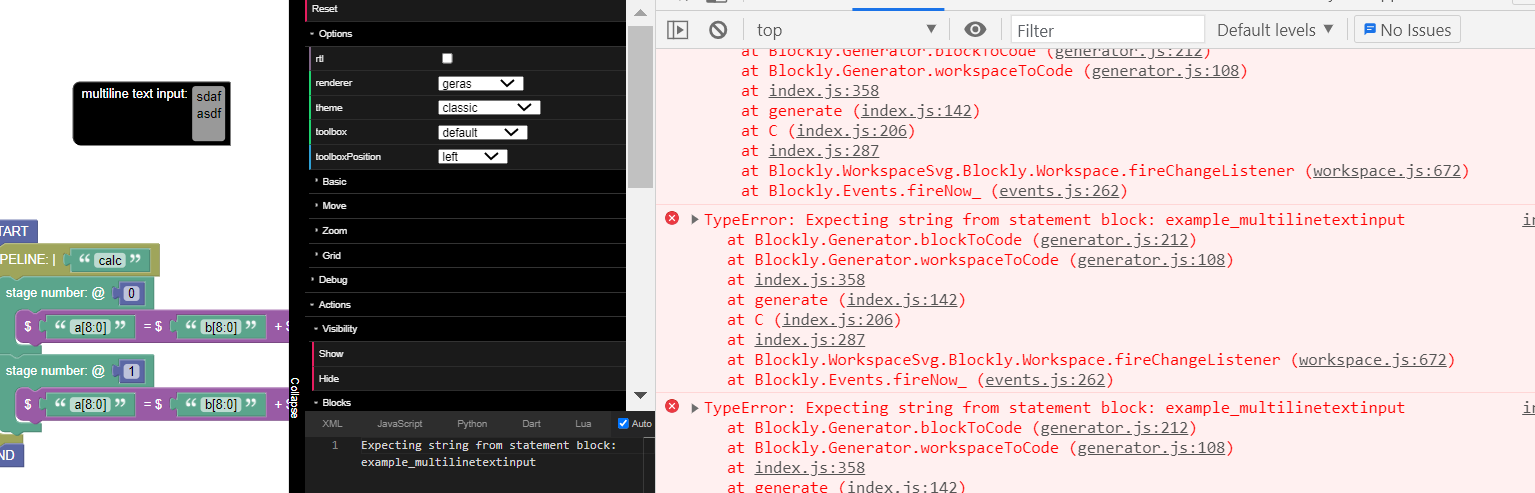 multiline text input: sdaf
asdf
TART
PELINE: | “ calc ”
stage number: @ 0
$ “ a[8:0] ” = $ “ b[8:0] ” + $
stage number: @ 1
$ “ a[8:0] ” = $ “ b[8:0] ” + $
ND
Collapse
Reset
Options
rtl
renderer geras
theme classic
toolbox default
toolboxPosition left
Basic
Move
Zoom
Grid
Debug
Actions
Visibility
Show
Hide
Blocks
XML JavaScript Python Dart Lua Auto
1 Expecting string from statement block:
example_multilinetextinput
top Filter Default levels No Issues
at Blockly.Generator.blockToCode (generator.js:212)
at Blockly.Generator.workspaceToCode (generator.js:108)
at index.js:358
at generate (index.js:142)
at C (index.js:206)
at index.js:287
at Blockly.WorkspaceSvg.Blockly.Workspace.fireChangeListener (workspace.js:672)
at Blockly.Events.fireNow_ (events.js:262)
TypeError: Expecting string from statement block: example_multilinetextinput in
at Blockly.Generator.blockToCode (generator.js:212)
at Blockly.Generator.workspaceToCode (generator.js:108)
at index.js:358
at generate (index.js:142)
at C (index.js:206)
at index.js:287
at Blockly.WorkspaceSvg.Blockly.Workspace.fireChangeListener (workspace.js:672)
at Blockly.Events.fireNow_ (events.js:262)
TypeError: Expecting string from statement block: example_multilinetextinput in
at Blockly.Generator.blockToCode (generator.js:212)
at Blockly.Generator.workspaceToCode (generator.js:108)
at index.js:358
at generate (index.js:142)